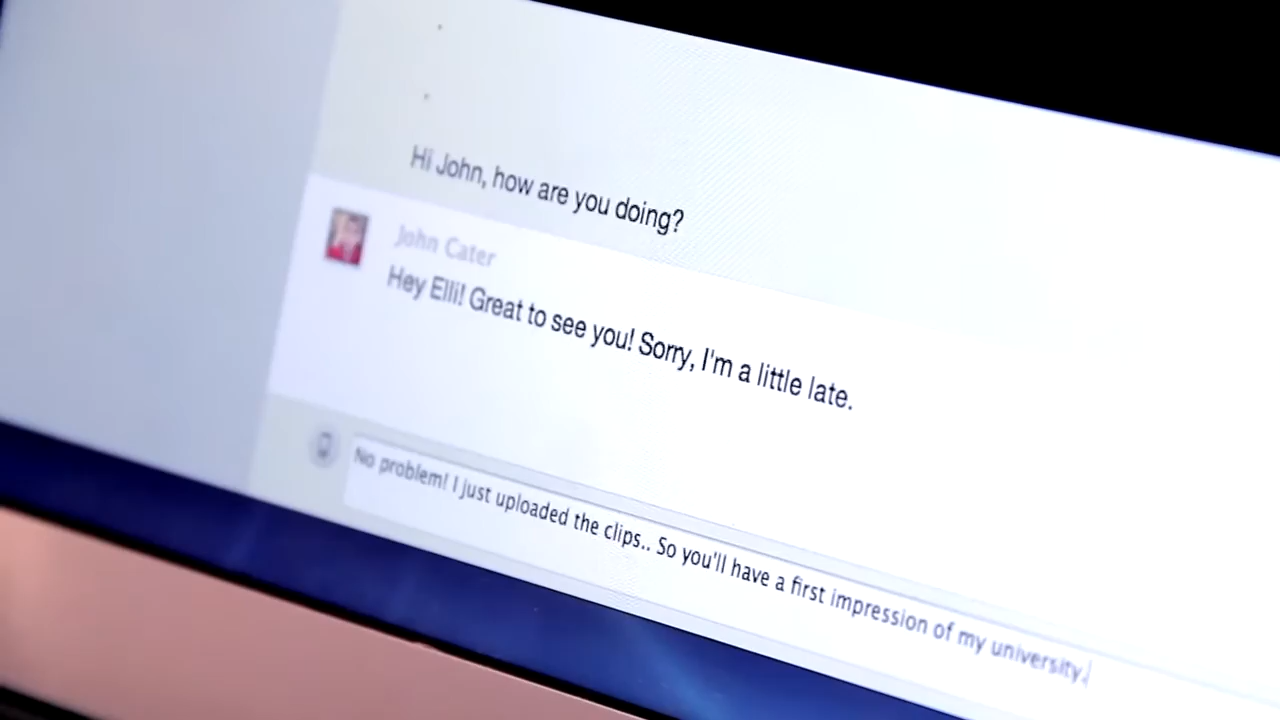 Hi John, how are you doing?
John Cater
Hey Elli! Great to see you! Sorry, I'm a little late.
No problem! I just uploaded the clips.. So you'll have a first impression of my university.